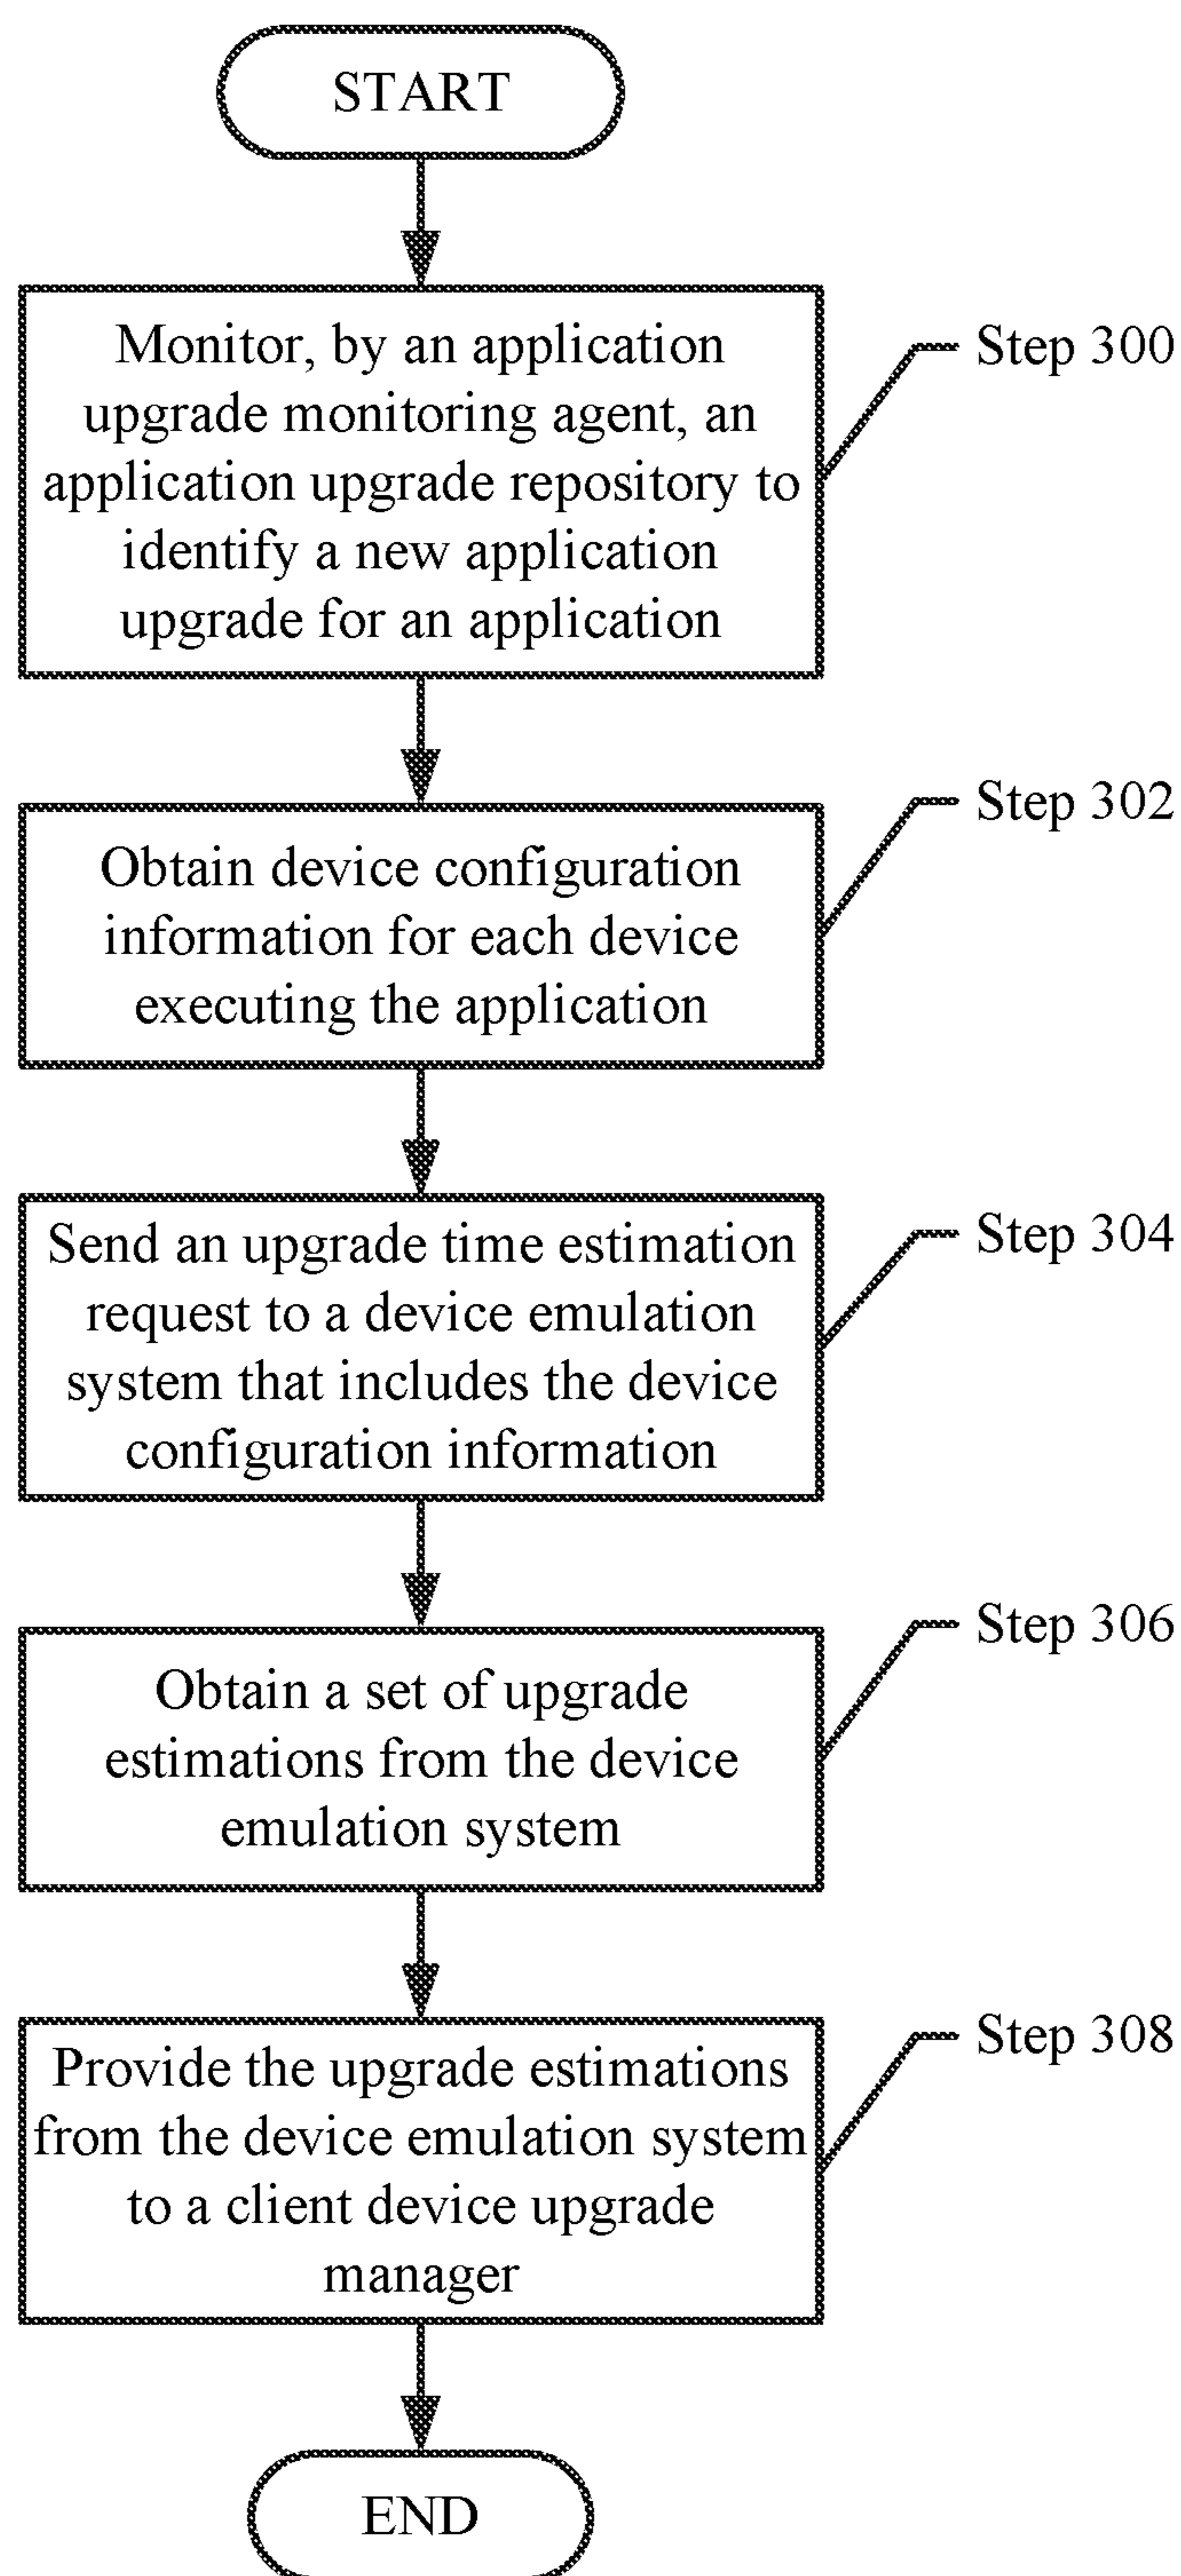 START
Monitor, by an application
upgrade monitoring agent, an
application upgrade repository to
identify a new application
upgrade for an application
Step 300
Obtain device configuration
information for each device
executing the application
Step 302
Send an upgrade time estimation
request to a device emulation
system that includes the device
configuration information
Step 304
Obtain a set of upgrade
estimations from the device
emulation system
Step 306
Provide the upgrade estimations
from the device emulation system
to a client device upgrade
manager
Step 308
END